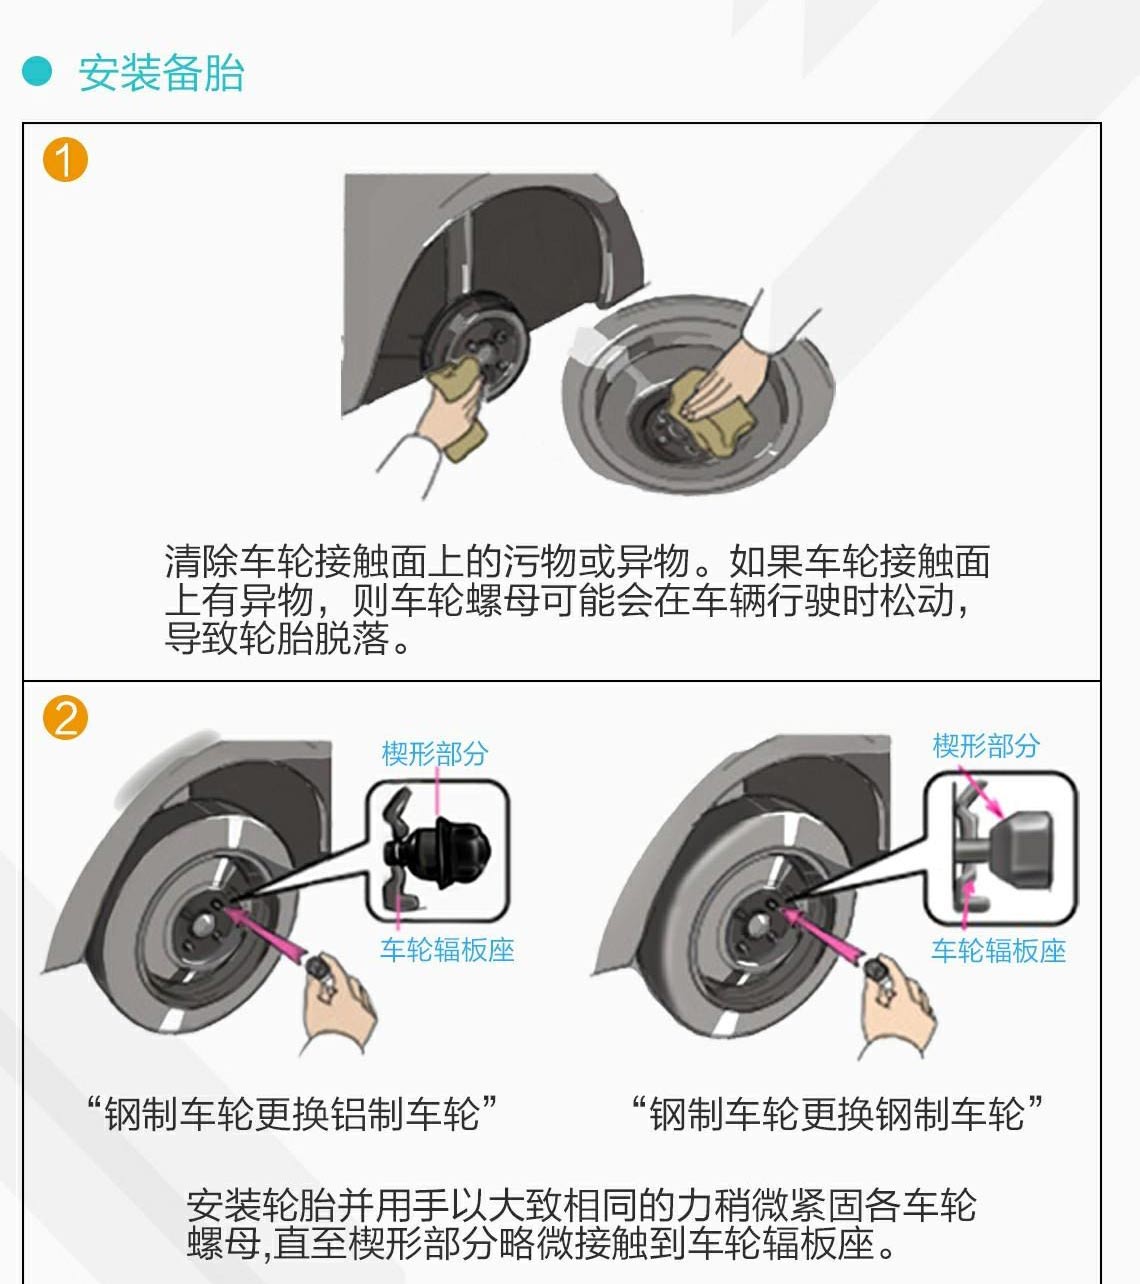 安装备胎
1
清除车轮接触面上的污物或异物。如果车轮接触面
上有异物，则车轮螺母可能会在车辆行驶时松动，
导致轮胎脱落。
2
楔形部分
车轮辐板座
楔形部分
车轮辐板座
“钢制车轮更换铝制车轮”
“钢制车轮更换钢制车轮”
安装轮胎并用手以大致相同的力稍微紧固各车轮
螺母,直至楔形部分略微接触到车轮辐板座。